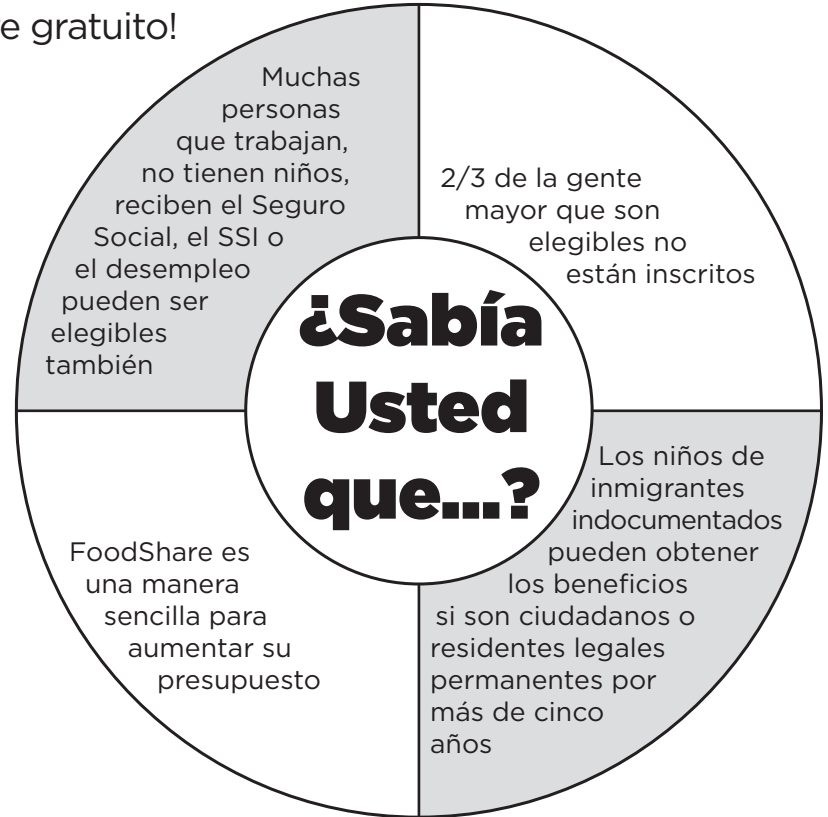 e gratuito!
Muchas
personas
que trabajan,
no tienen niños,
reciben el Seguro
Social, el SSI o
el desempleo
pueden ser
elegibles
también
2/3 de la gente
mayor que son
elegibles no
están inscritos
¿Sabía
Usted
que...?
FoodShare es
una manera
sencilla para
aumentar su
presupuesto
Los niños de
inmigrantes
indocumentados
pueden obtener
los beneficios
si son ciudadanos o
residentes legales
permanentes por
más de cinco
años